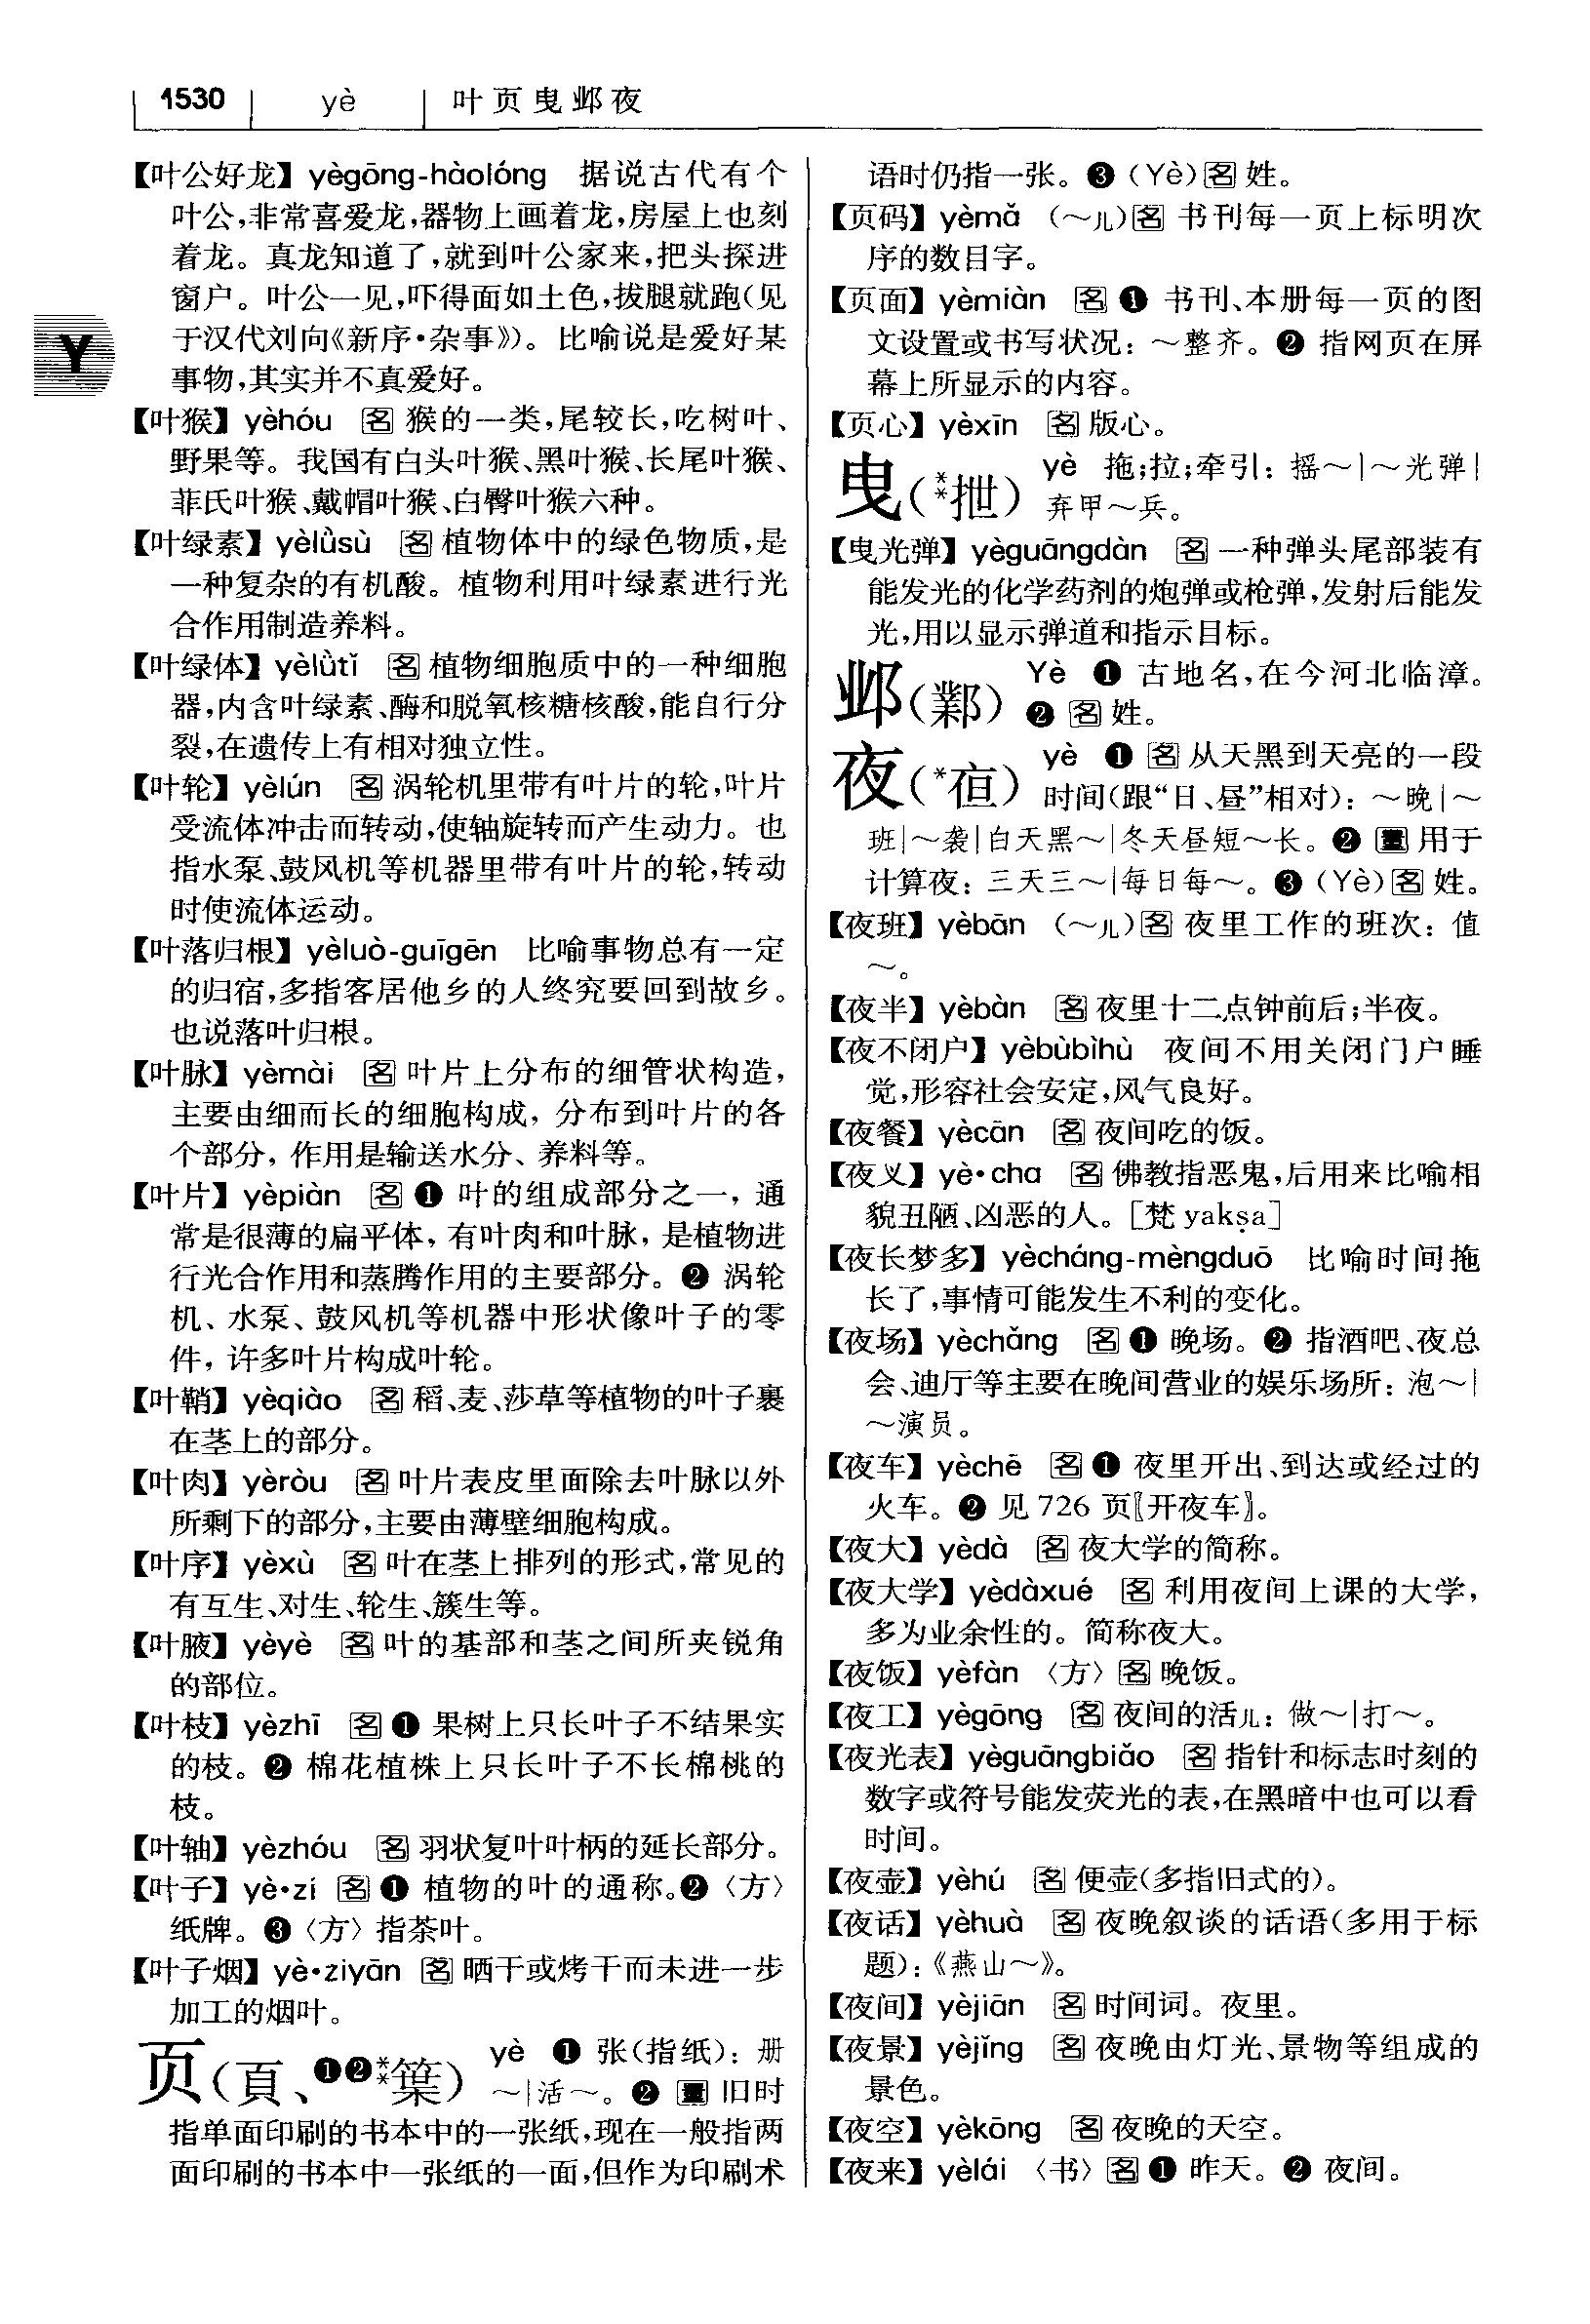 1530 yè 叶页曳邺夜
【叶公好龙】yègōng-hàolóng 据说古代有个
叶公,非常喜爱龙,器物上画着龙,房屋上也刻
着龙。真龙知道了,就到叶公家来,把头探进
窗户。叶公一见,吓得面如土色,拔腿就跑(见
于汉代刘向《新序·杂事》)。比喻说是爱好某
事物,其实并不真爱好。
【叶猴】yèhóu 名 猴的一类,尾较长,吃树叶、
野果等。我国有白头叶猴、黑叶猴、长尾叶猴、
菲氏叶猴、戴帽叶猴、白臀叶猴六种。
【叶绿素】yèlǜsù 名 植物体中的绿色物质,是
一种复杂的有机酸。植物利用叶绿素进行光
合作用制造养料。
【叶绿体】yèlǜtǐ 名 植物细胞质中的一种细胞
器,内含叶绿素、酶和脱氧核糖核酸,能自行分
裂,在遗传上有相对独立性。
【叶轮】yèlún 名 涡轮机里带有叶片的轮,叶片
受流体冲击而转动,使轴旋转而产生动力。也
指水泵、鼓风机等机器里带有叶片的轮,转动
时使流体运动。
【叶落归根】yèluò-guīgēn 比喻事物总有一定
的归宿,多指客居他乡的人终究要回到故乡。
也说落叶归根。
【叶脉】yèmài 名 叶片上分布的细管状构造,
主要由细而长的细胞构成,分布到叶片的各
个部分,作用是输送水分、养料等。
【叶片】yèpiàn 名 ❶ 叶的组成部分之一,通
常是很薄的扁平体,有叶肉和叶脉,是植物进
行光合作用和蒸腾作用的主要部分。❷ 涡轮
机、水泵、鼓风机等机器中形状像叶子的零
件,许多叶片构成叶轮。
【叶鞘】yèqiào 名 稻、麦、莎草等植物的叶子裹
在茎上的部分。
【叶肉】yèròu 名 叶片表皮里面除去叶脉以外
所剩下的部分,主要由薄壁细胞构成。
【叶序】yèxù 名 叶在茎上排列的形式,常见的
有互生、对生、轮生、簇生等。
【叶腋】yèyè 名 叶的基部和茎之间所夹锐角
的部位。
【叶枝】yèzhī 名 ❶ 果树上只长叶子不结果实
的枝。❷ 棉花植株上只长叶子不长棉桃的
枝。
【叶轴】yèzhóu 名 羽状复叶叶柄的延长部分。
【叶子】yè·zi 名 ❶ 植物的叶的通称。❷〈方〉
纸牌。❸〈方〉指茶叶。
【叶子烟】yè·ziyān 名 晒干或烤干而未进一步
加工的烟叶。
页(頁、❶❷**篥) yè ❶ 张(指纸):册
～|活～。❷ 量 旧时
指单面印刷的书本中的一张纸,现在一般指两
面印刷的书本中一张纸的一面,但作为印刷术
语时仍指一张。❸(Yè)名 姓。
【页码】yèmǎ (～儿)名 书刊每一页上标明次
序的数目字。
【页面】yèmiàn 名 ❶ 书刊、本册每一页的图
文设置或书写状况:～整齐。❷ 指网页在屏
幕上所显示的内容。
【页心】yèxīn 名 版心。
曳(**抴) yè 拖;拉;牵引:摇～|～光弹|
弃甲～兵。
【曳光弹】yèguāngdàn 名 一种弹头尾部装有
能发光的化学药剂的炮弹或枪弹,发射后能发
光,用以显示弹道和指示目标。
邺(鄴) Yè ❶ 古地名,在今河北临漳。
❷ 名 姓。
夜(*亱) yè ❶ 名 从天黑到天亮的一段
时间(跟“日、昼”相对):～晚|～
班|～袭|白天黑～|冬天昼短～长。❷ 量 用于
计算夜:三天三～|每日每～。❸(Yè)名 姓。
【夜班】yèbān (～儿)名 夜里工作的班次:值
～。
【夜半】yèbàn 名 夜里十二点钟前后;半夜。
【夜不闭户】yèbùbìhù 夜间不用关闭门户睡
觉,形容社会安定,风气良好。
【夜餐】yècān 名 夜间吃的饭。
【夜叉】yè·cha 名 佛教指恶鬼,后用来比喻相
貌丑陋、凶恶的人。[梵 yakṣa]
【夜长梦多】yècháng-mèngduō 比喻时间拖
长了,事情可能发生不利的变化。
【夜场】yèchǎng 名 ❶ 晚场。❷ 指酒吧、夜总
会、迪厅等主要在晚间营业的娱乐场所:泡～|
～演员。
【夜车】yèchē 名 ❶ 夜里开出、到达或经过的
火车。❷ 见 726 页〖开夜车〗。
【夜大】yèdà 名 夜大学的简称。
【夜大学】yèdàxué 名 利用夜间上课的大学,
多为业余性的。简称夜大。
【夜饭】yèfàn〈方〉名 晚饭。
【夜工】yègōng 名 夜间的活儿:做～|打～。
【夜光表】yèguāngbiǎo 名 指针和标志时刻的
数字或符号能发荧光的表,在黑暗中也可以看
时间。
【夜壶】yèhú 名 便壶(多指旧式的)。
【夜话】yèhuà 名 夜晚叙谈的话语(多用于标
题):《燕山～》。
【夜间】yèjiān 名 时间词。夜里。
【夜景】yèjǐng 名 夜晚由灯光、景物等组成的
景色。
【夜空】yèkōng 名 夜晚的天空。
【夜来】yèlái〈书〉名 ❶ 昨天。❷ 夜间。
Y